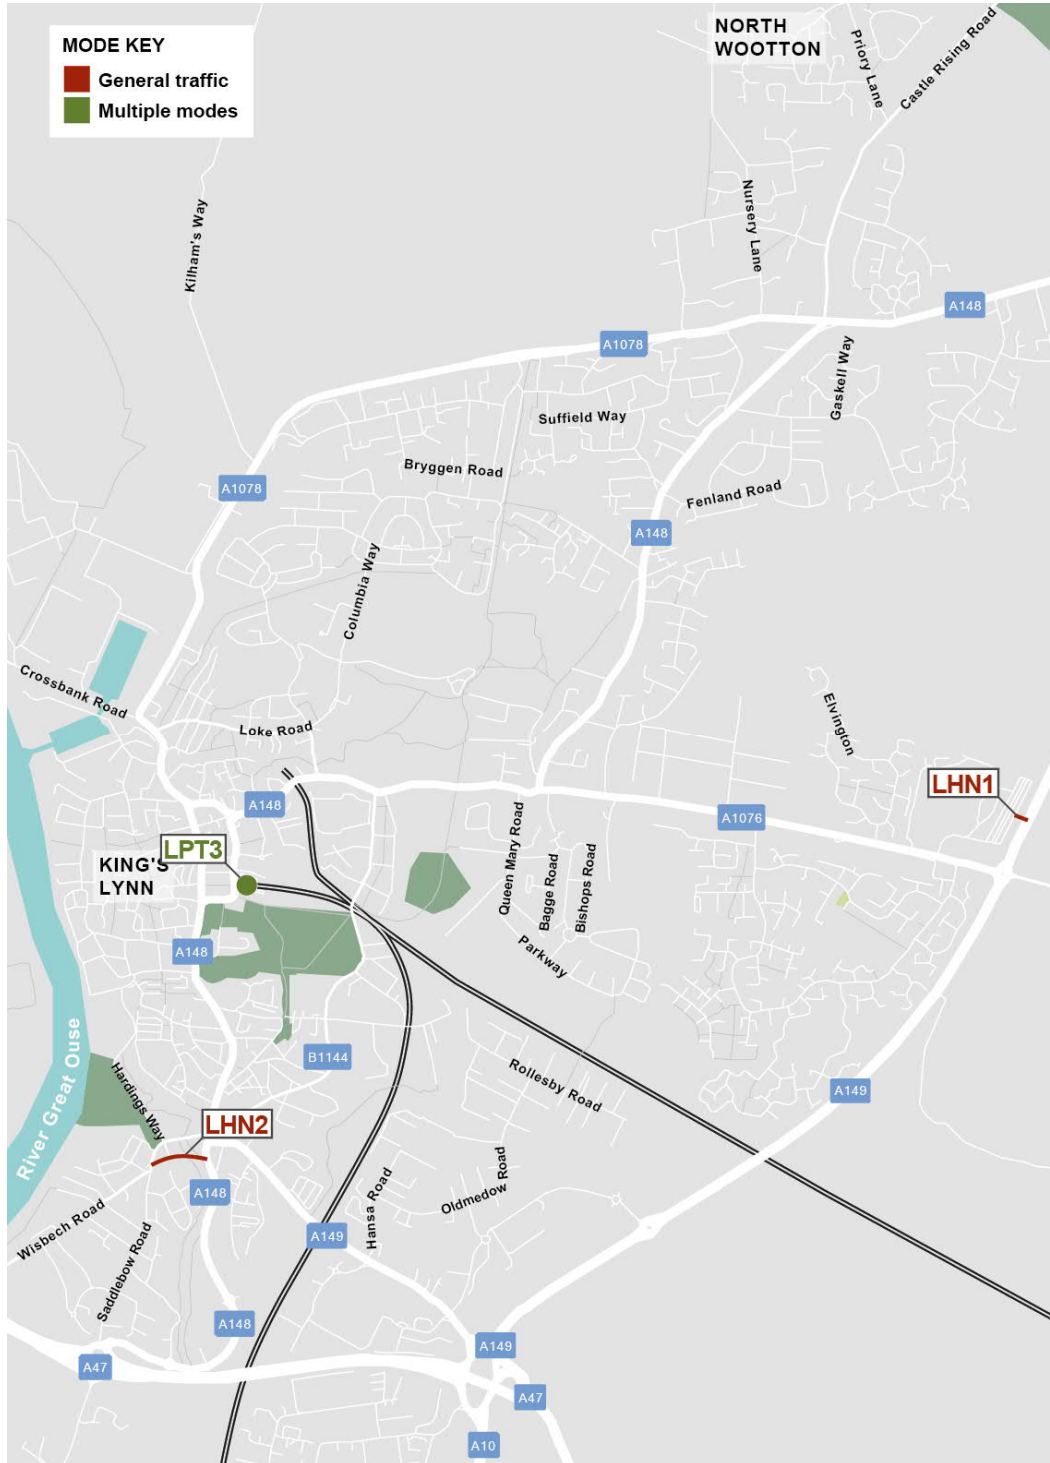 MODE KEY
General traffic
Multiple modes
NORTH
WOOTTON
Priory Lane
Castle Rising Road
Kilham's Way
Nursery Lane
A148
A1078
Gaskell Way
Suffield Way
Bryggen Road
A1078
Fenland Road
A148
Columbia Way
Crossbank Road
Loke Road
Elvington
LHN1
A148
A1076
LPT3
KING'S
LYNN
Queen Mary Road
Bagge Road
Bishops Road
Parkway
A148
River Great Ouse
Hardings Way
B1144
Rollesby Road
A149
LHN2
A148
Wisbech Road
Saddlebow Road
Hansa Road
Oldmedow Road
A149
A148
A149
A47
A47
A10